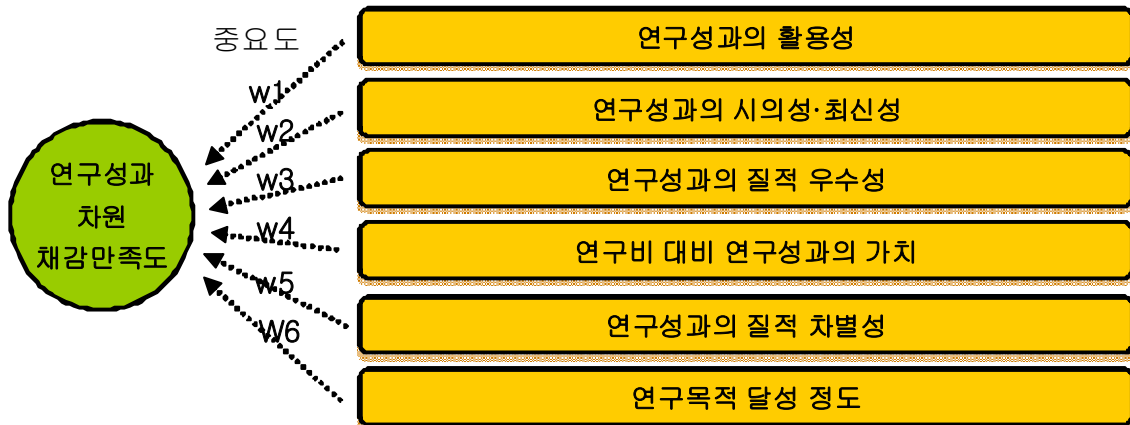 중요도
연구성과의 활용성
w1
연구성과의 시의성·최신성
w2
연구성과의 질적 우수성
w3
연구성과
차원
채감만족도
w4
연구비 대비 연구성과의 가치
w5
연구성과의 질적 차별성
W6
연구목적 달성 정도